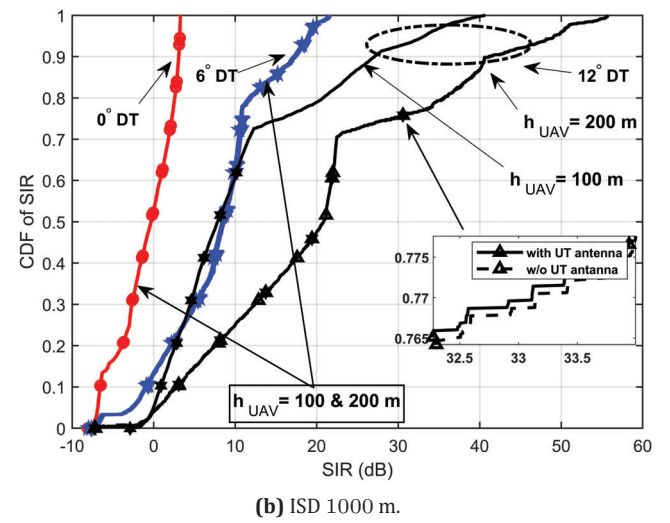 1
0.9
0.8
0.7
0.6
0.5
0.4
0.3
0.2
0.1
0
CDF of SIR
-10
0
10
20
30
40
50
60
SIR (dB)
0° DT
6° DT
12° DT
h UAV = 200 m
h UAV = 100 m
h UAV = 100 & 200 m
0.775
0.77
0.765
32.5
33
33.5
with UT antenna
w/o UT antanna
(b) ISD 1000 m.